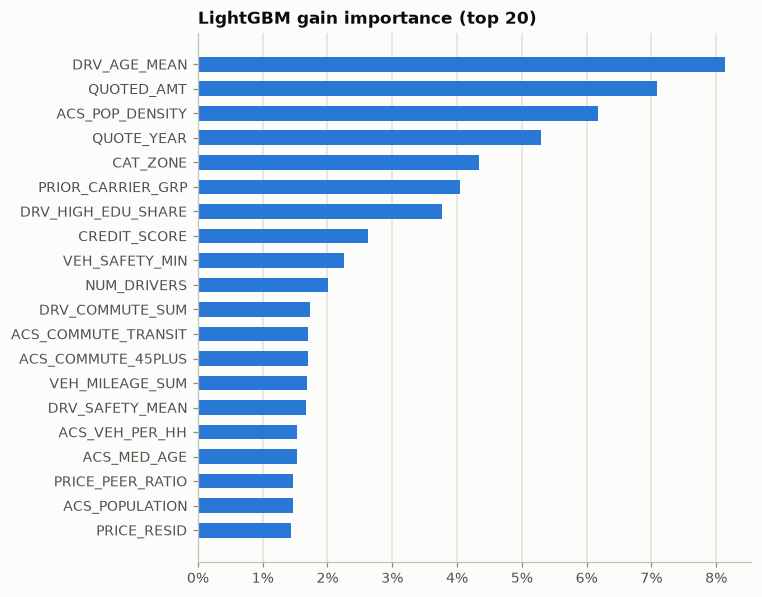 LightGBM gain importance (top 20)
DRV_AGE_MEAN
QUOTED_AMT
ACS_POP_DENSITY
QUOTE_YEAR
CAT_ZONE
PRIOR_CARRIER_GRP
DRV_HIGH_EDU_SHARE
CREDIT_SCORE
VEH_SAFETY_MIN
NUM_DRIVERS
DRV_COMMUTE_SUM
ACS_COMMUTE_TRANSIT
ACS_COMMUTE_45PLUS
VEH_MILEAGE_SUM
DRV_SAFETY_MEAN
ACS_VEH_PER_HH
ACS_MED_AGE
PRICE_PEER_RATIO
ACS_POPULATION
PRICE_RESID
0% 1% 2% 3% 4% 5% 6% 7% 8%